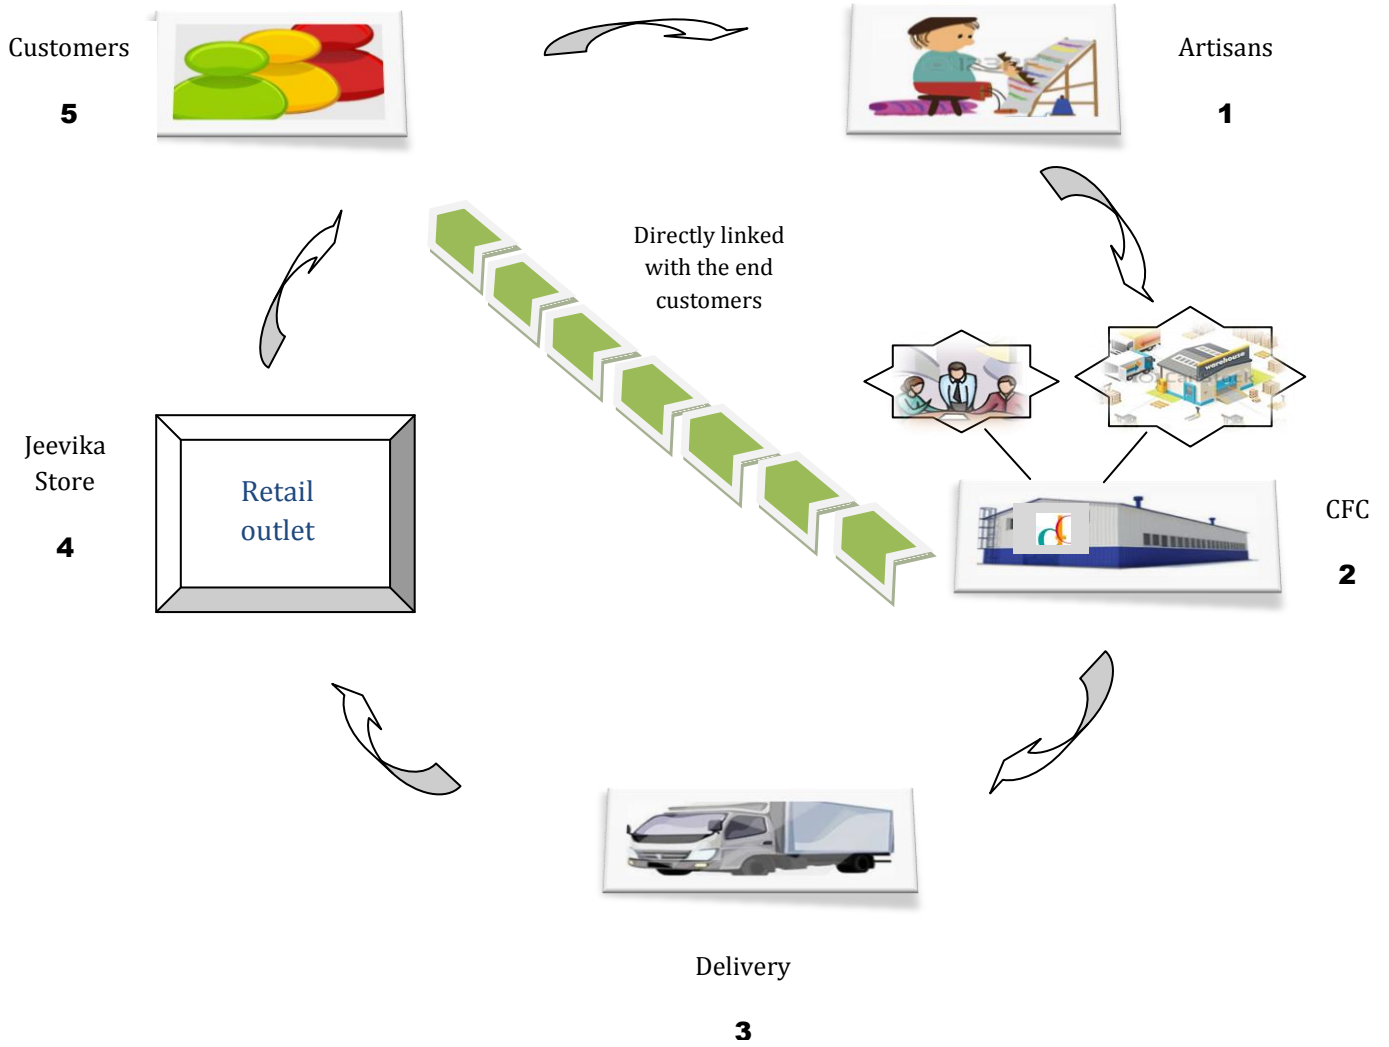 Customers
5
Artisans
1
Directly linked
with the end
customers
warehouse
Jeevika
Store
4
Retail
outlet
CFC
2
Delivery
3